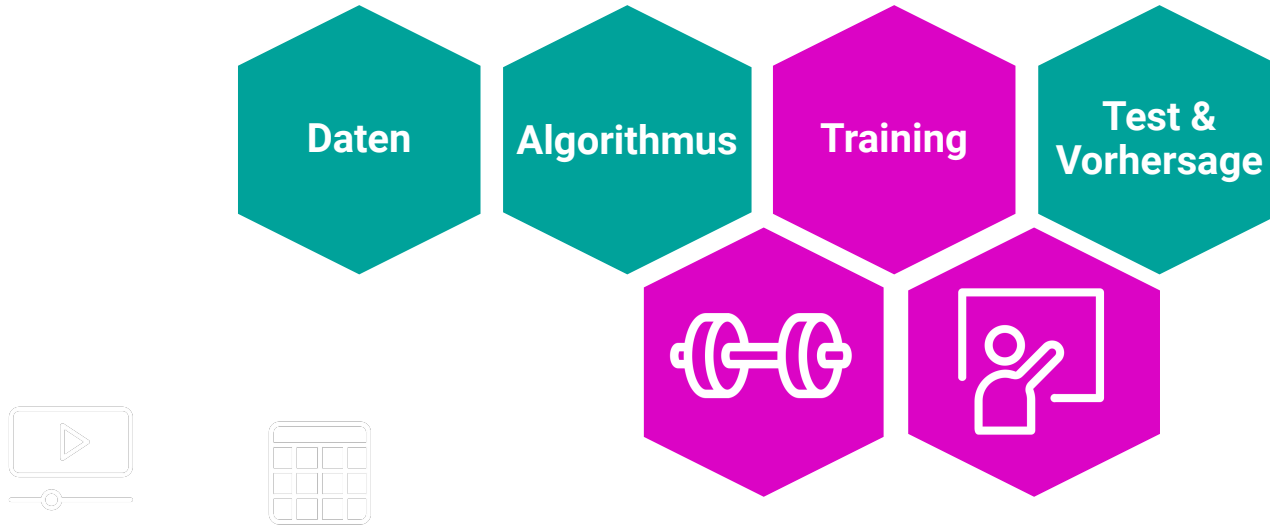 Daten
Algorithmus
Training
Test &
Vorhersage